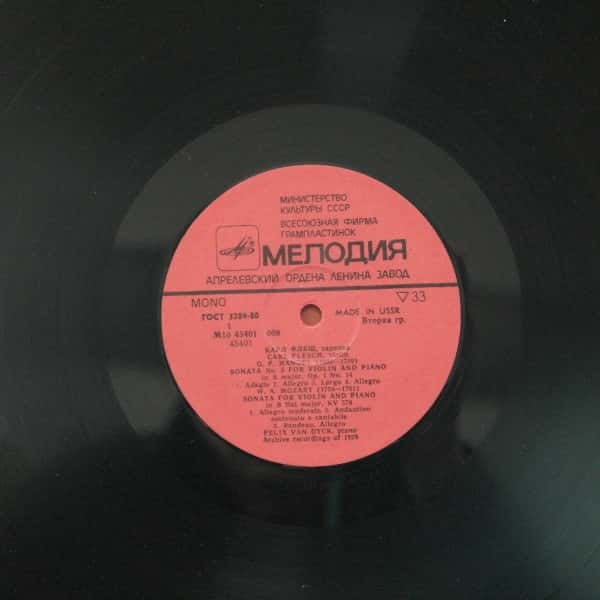 МИНИСТЕРСТВО
КУЛЬТУРЫ СССР
ВСЕСОЮЗНАЯ ФИРМА
ГРАМПЛАСТИНОК
МЕЛОДИЯ
АПРЕЛЕВСКИЙ ОРДЕНА ЛЕНИНА ЗАВОД
MONO
▽33
ГОСТ 5289-80
MADE IN USSR
1
Вторая гр.
М10 45401 008
45401
КАРЛ ФЛЕШ, скрипка
CARL FLESCH, violin
G. F. HANDEL (1685-1759)
SONATA No. 5 FOR VIOLIN AND PIANO
in A major, Op. 1 No. 14
1. Adagio 2. Allegro 3. Largo 4. Allegro
W. A. MOZART (1756-1791)
SONATA FOR VIOLIN AND PIANO
in B flat major, KV 378
1. Allegro moderato 2. Andantino
sostenuto e cantabile
3. Rondeau. Allegro
FELIX VAN DYCK, piano
Archive recordings of